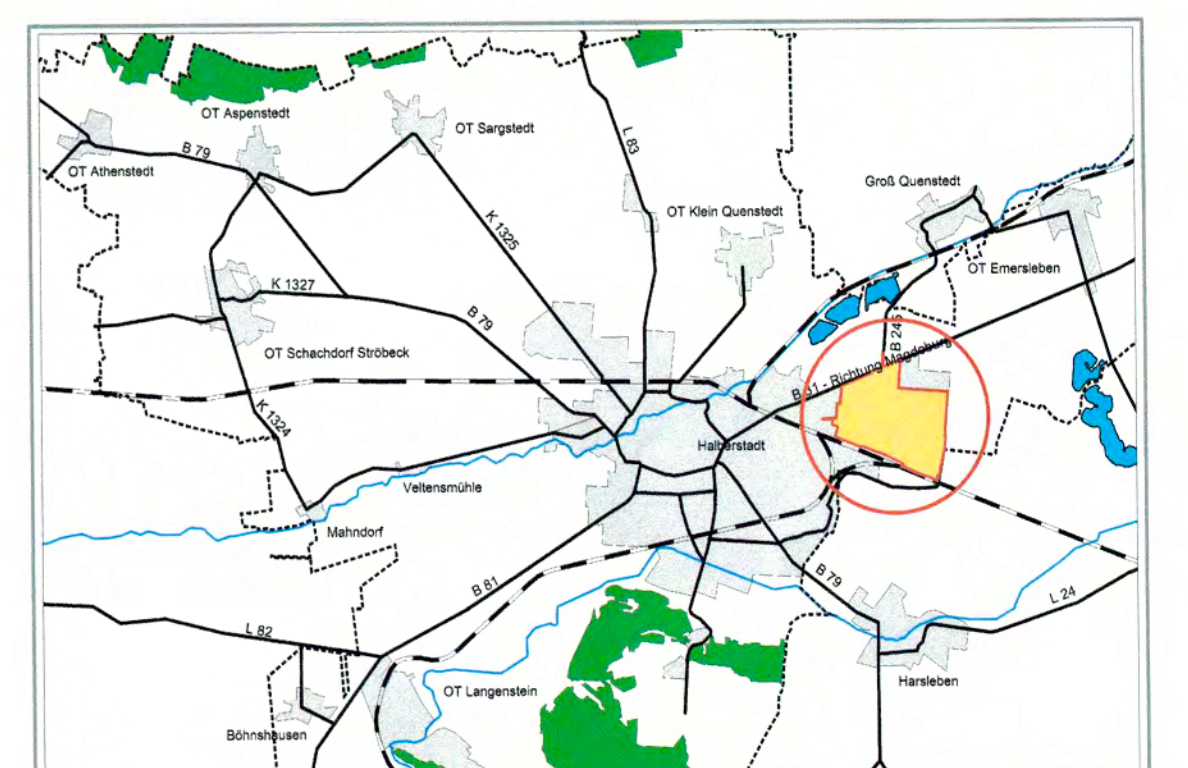 OT Aspenstedt
OT Sargstedt
B 79
OT Athenstedt
L 83
Groß Quenstedt
OT Klein Quenstedt
K 1325
OT Emersleben
K 1327
B 79
B 245
OT Schachdorf Ströbeck
B 81 - Richtung Magdeburg
K 1324
Halberstadt
Veltensmühle
Mahndorf
B 81
B 79
L 24
L 82
Harsleben
OT Langenstein
Böhnshausen